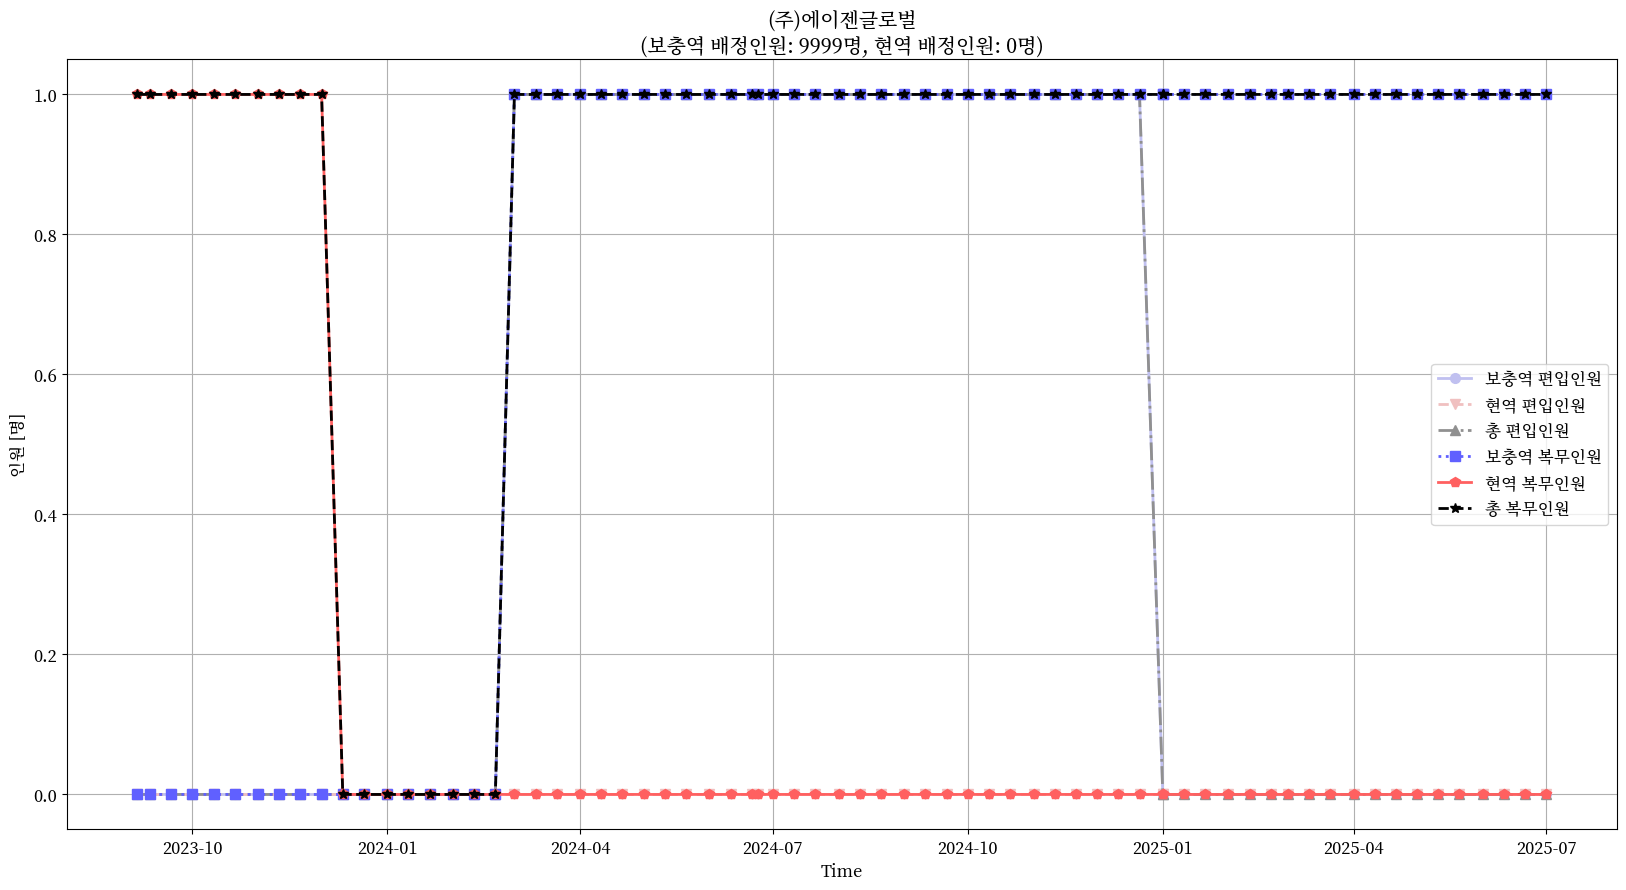 (주)에이젠글로벌
(보충역 배정인원: 9999명, 현역 배정인원: 0명)
인원 [명]
1.0
0.8
0.6
0.4
0.2
0.0
보충역 편입인원
현역 편입인원
총 편입인원
보충역 복무인원
현역 복무인원
총 복무인원
2023-10 2024-01 2024-04 2024-07 2024-10 2025-01 2025-04 2025-07
Time